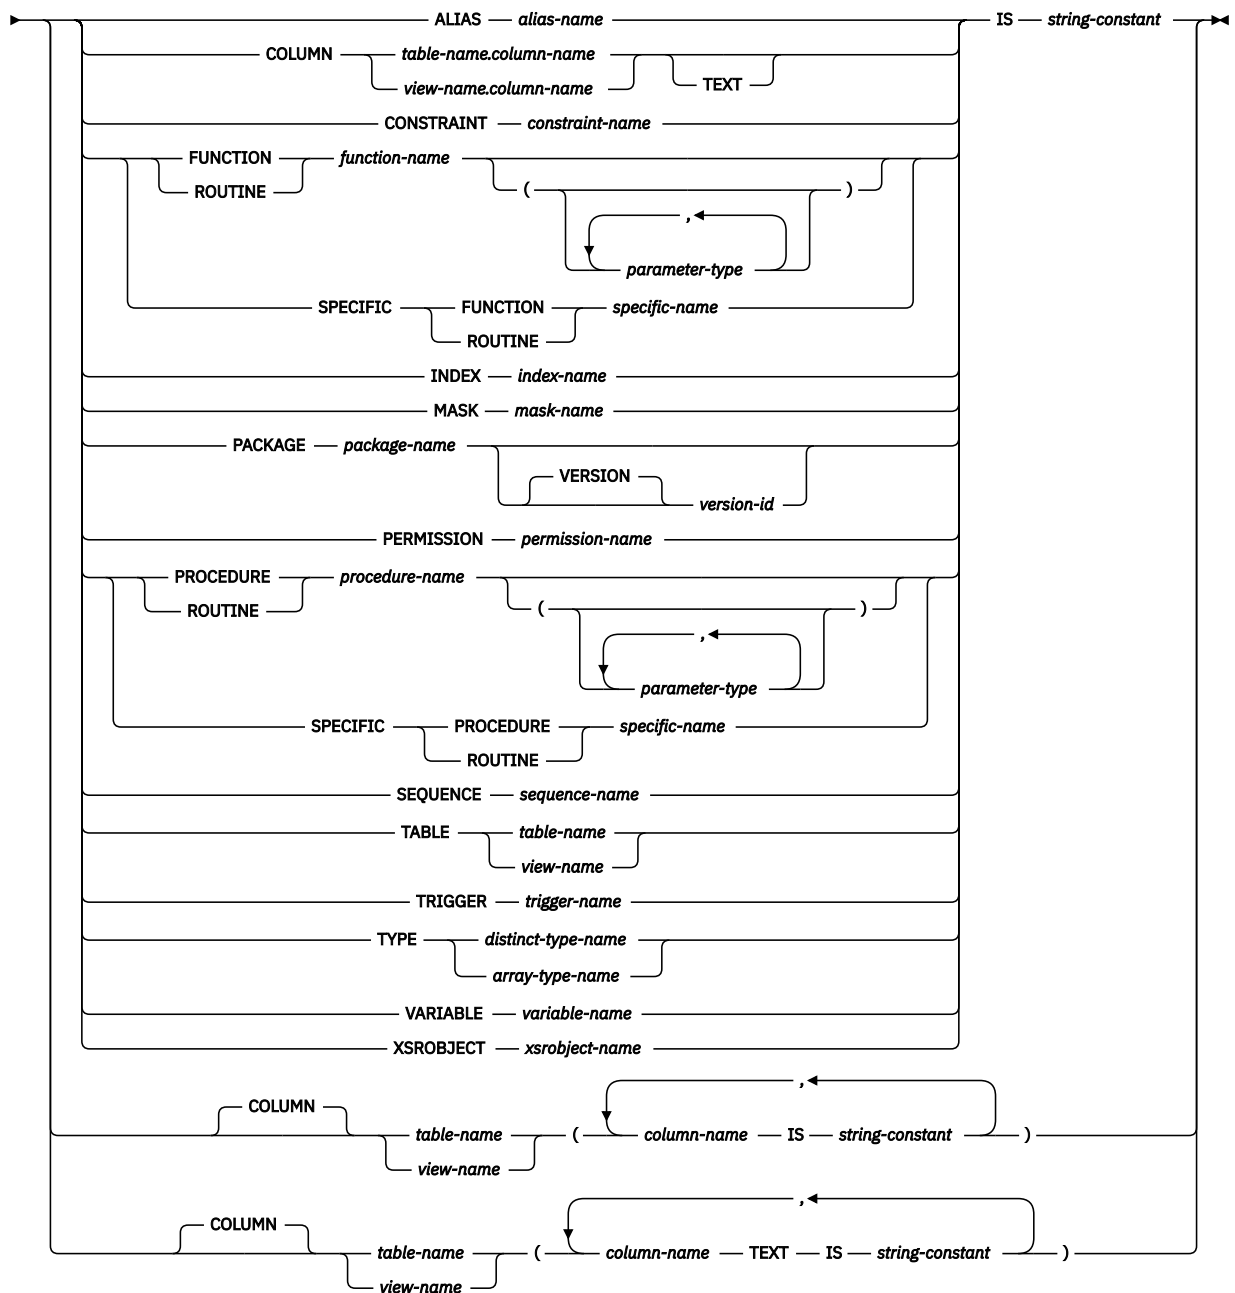 ALIAS alias-name IS string-constant
COLUMN table-name.column-name
view-name.column-name TEXT
CONSTRAINT constraint-name
FUNCTION function-name
ROUTINE ( )
,
parameter-type
SPECIFIC FUNCTION specific-name
ROUTINE
INDEX index-name
MASK mask-name
PACKAGE package-name
VERSION
version-id
PERMISSION permission-name
PROCEDURE procedure-name
ROUTINE ( )
,
parameter-type
SPECIFIC PROCEDURE specific-name
ROUTINE
SEQUENCE sequence-name
TABLE table-name
view-name
TRIGGER trigger-name
TYPE distinct-type-name
array-type-name
VARIABLE variable-name
XSROBJECT xsrobject-name
,
COLUMN
table-name ( column-name IS string-constant )
view-name
,
COLUMN
table-name ( column-name TEXT IS string-constant )
view-name